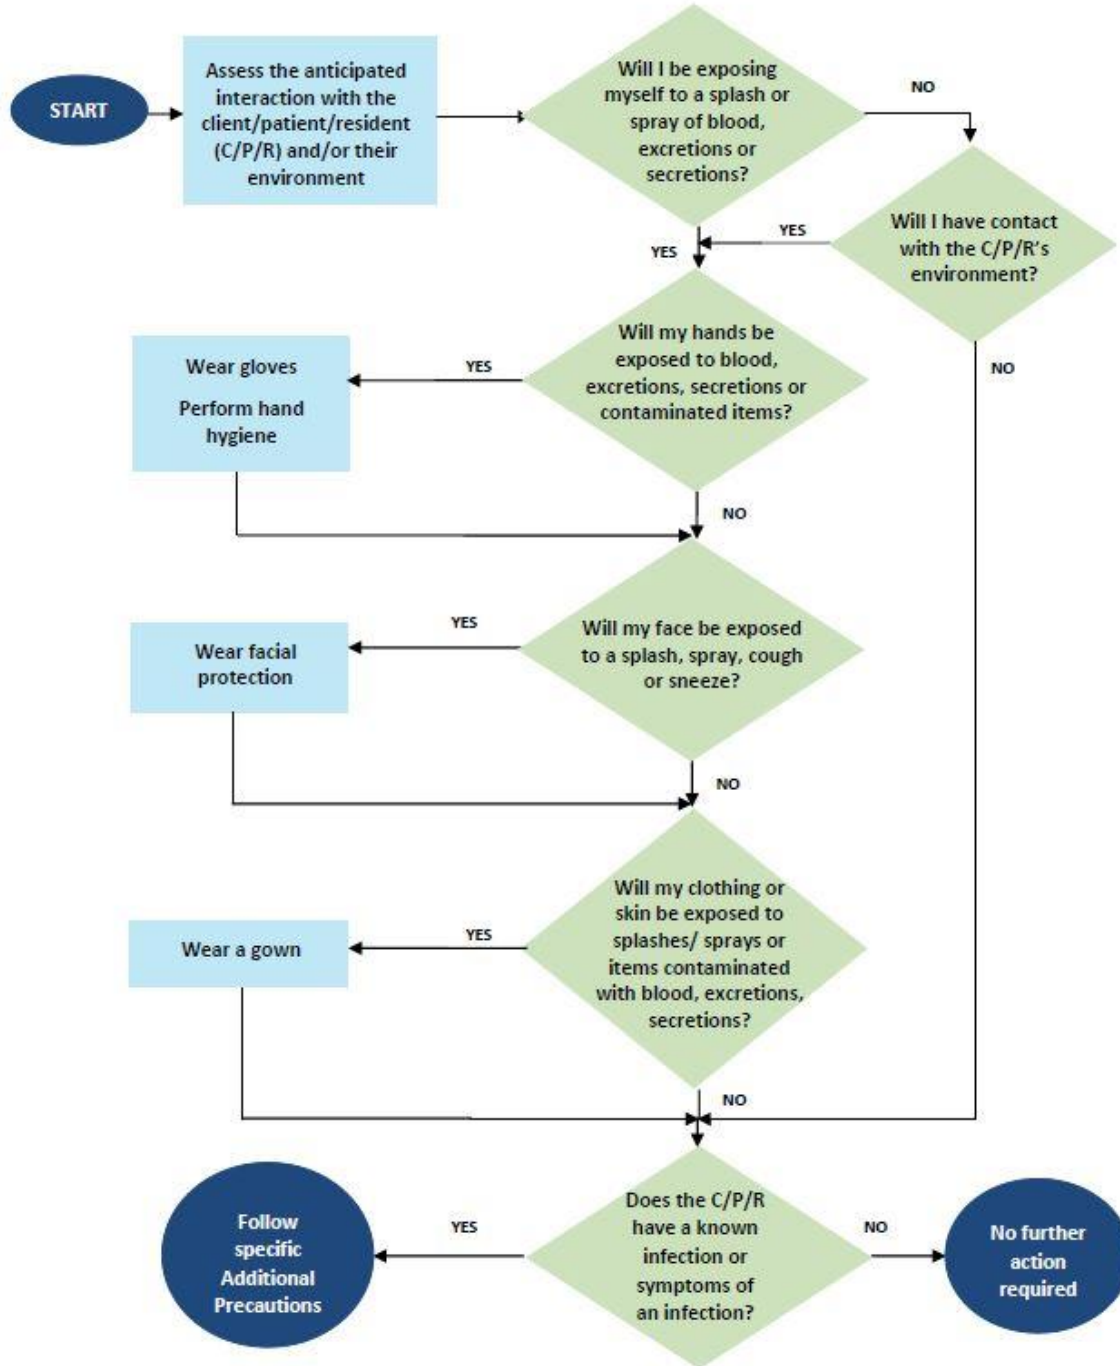 START
Assess the anticipated
interaction with the
client/patient/resident
(C/P/R) and/or their
environment
Will I be exposing
myself to a splash or
spray of blood,
excretions or
secretions?
NO
Will I have contact
with the C/P/R's
environment?
YES
YES
NO
Will my hands be
exposed to blood,
excretions, secretions or
contaminated items?
YES
Wear gloves
Perform hand
hygiene
NO
Will my face be exposed
to a splash, spray, cough
or sneeze?
YES
Wear facial
protection
NO
Will my clothing or
skin be exposed to
splashes/ sprays or
items contaminated
with blood, excretions,
secretions?
YES
Wear a gown
NO
Does the C/P/R
have a known
infection or
symptoms of
an infection?
YES
Follow
specific
Additional
Precautions
NO
No further
action
required